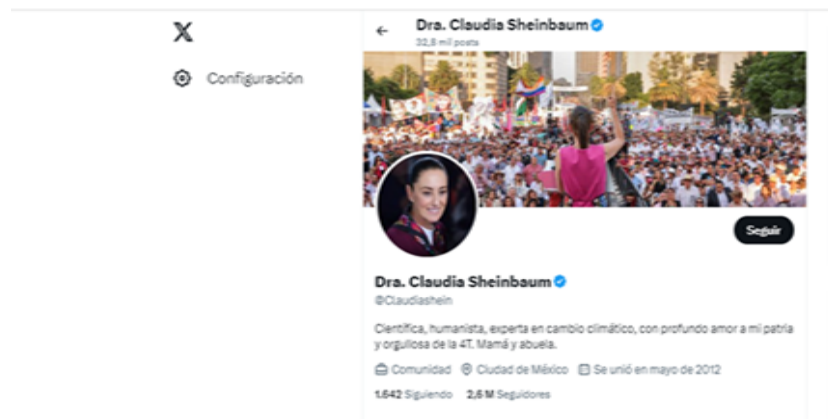 X
Configuración
Dra. Claudia Sheinbaum
32,8 mil posts
Seguir
Dra. Claudia Sheinbaum
@Claudiashein
Científica, humanista, experta en cambio climático, con profundo amor a mi patria
y orgullosa de la 4T. Mamá y abuela.
Comunidad Ciudad de México Se unió en mayo de 2012
1.642 Siguiendo 2,6 M Seguidores